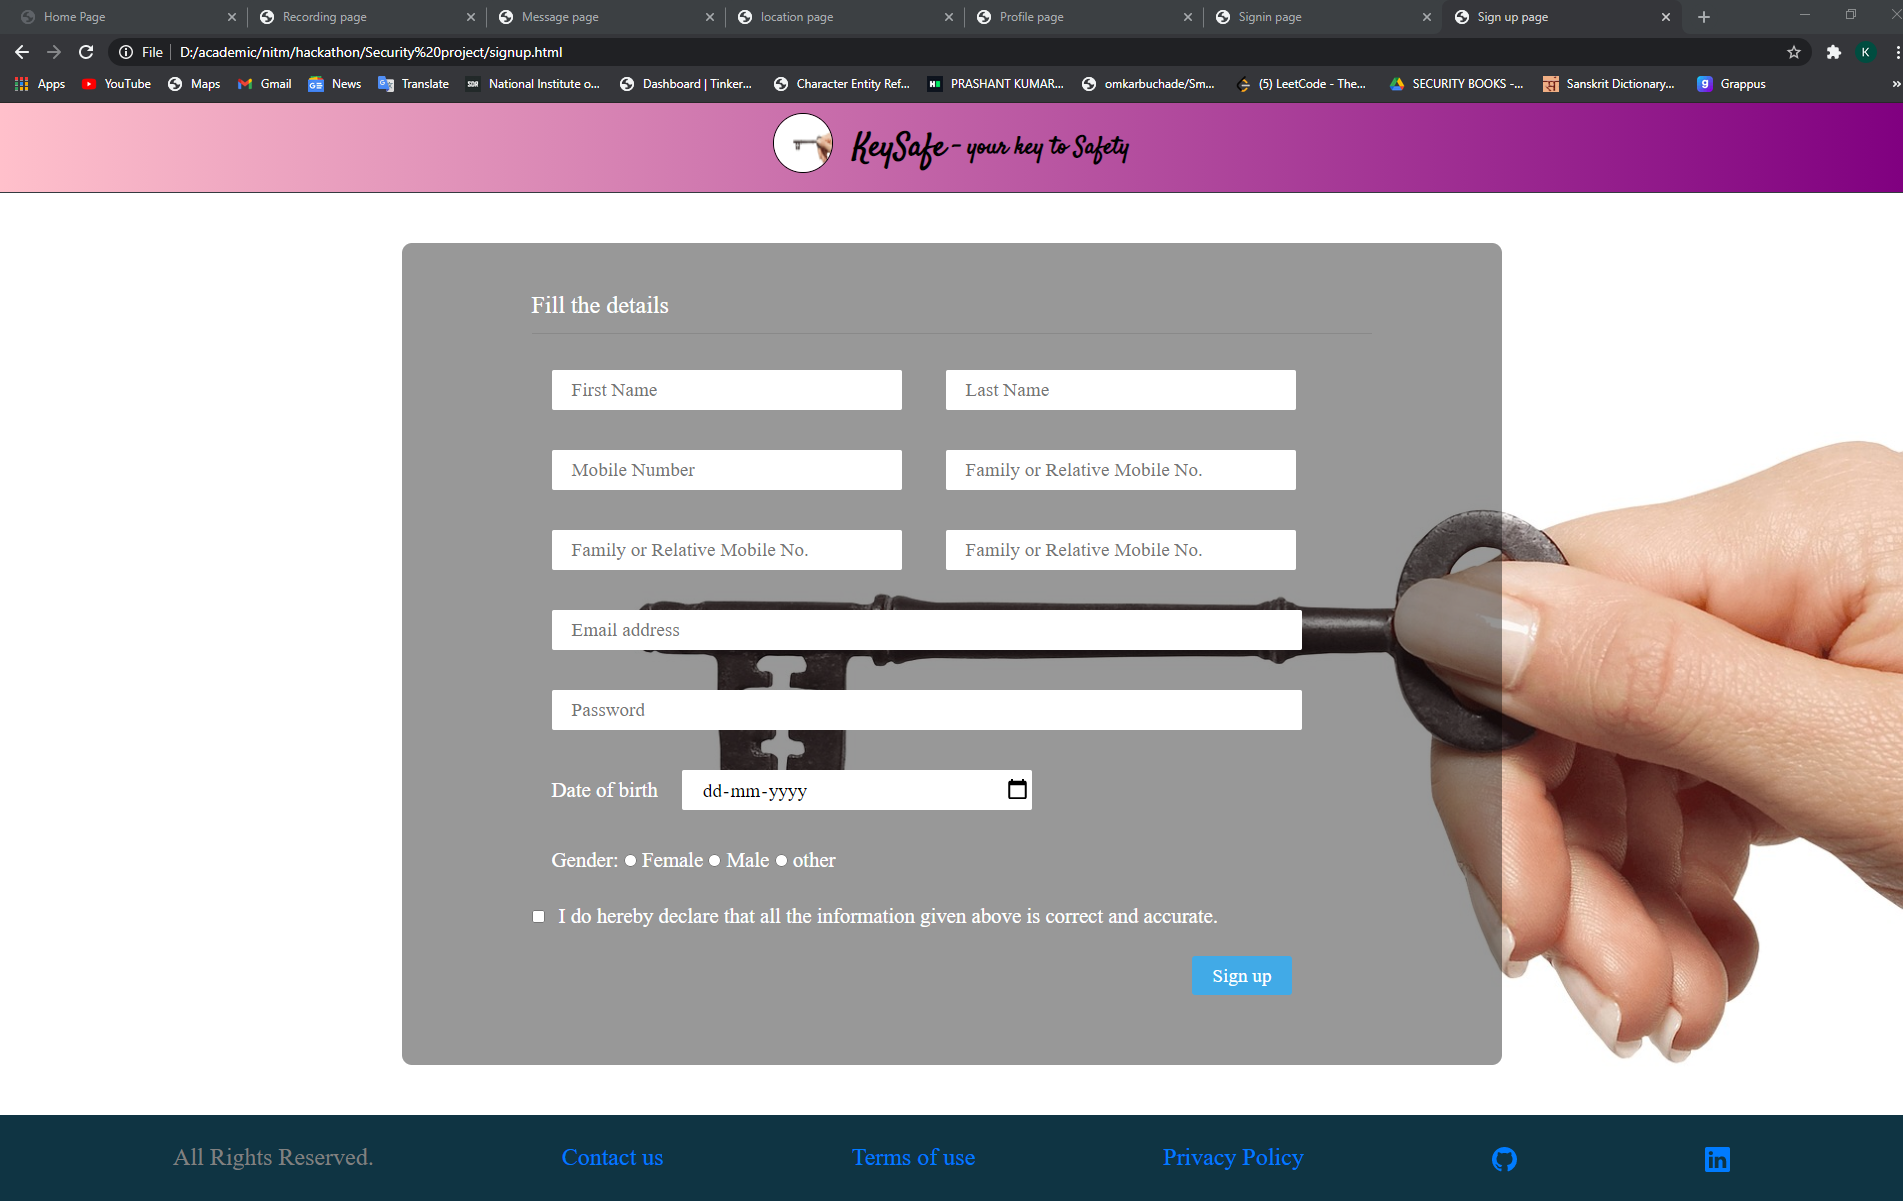 Home Page
Recording page
Message page
location page
Profile page
Signin page
Sign up page
File D:/academic/nitm/hackathon/Security%20project/signup.html
K
Apps YouTube Maps Gmail News Translate National Institute o... Dashboard | Tinker... Character Entity Ref... PRASHANT KUMAR... omkarbuchade/Sm... (5) LeetCode - The... SECURITY BOOKS -... Sanskrit Dictionary... Grappus
KeySafe - your key to Safety
Fill the details
First Name Last Name
Mobile Number Family or Relative Mobile No.
Family or Relative Mobile No. Family or Relative Mobile No.
Email address
Password
Date of birth dd-mm-yyyy
Gender: Female Male other
I do hereby declare that all the information given above is correct and accurate.
Sign up
All Rights Reserved. Contact us Terms of use Privacy Policy